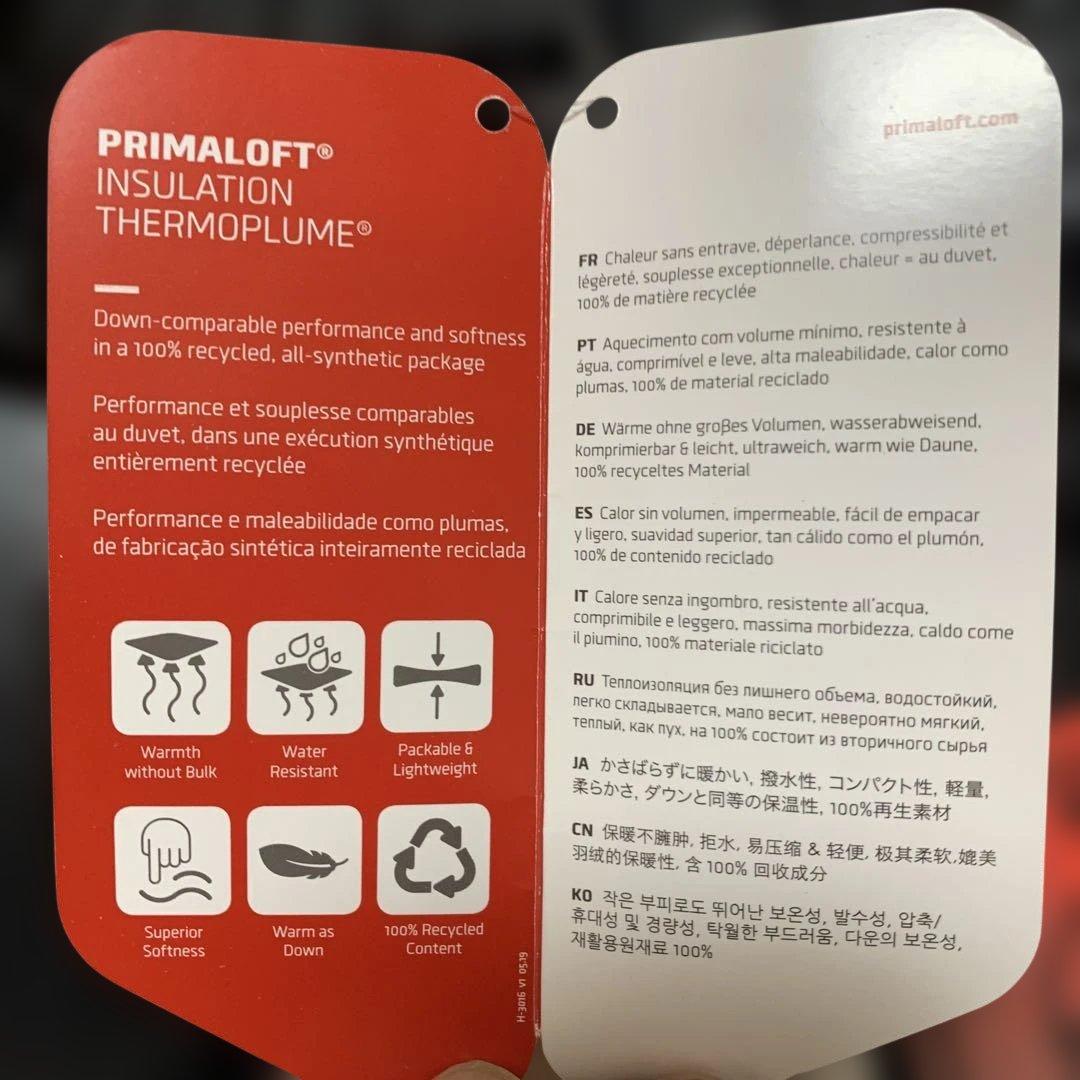 PRIMALOFT®
INSULATION
THERMOPLUME®
Down-comparable performance and softness
in a 100% recycled, all-synthetic package
Performance et souplesse comparables
au duvet, dans une exécution synthétique
entièrement recyclée
Performance e maleabilidade como plumas,
de fabricação sintética inteiramente reciclada
Warmth
without Bulk
Water
Resistant
Packable &
Lightweight
Superior
Softness
Warm as
Down
100% Recycled
Content
H-3016 V1 05.19
primaloft.com
FR Chaleur sans entrave, déperlance, compressibilité et
légèreté, souplesse exceptionnelle, chaleur = au duvet,
100% de matière recyclée
PT Aquecimento com volume mínimo, resistente à
água, comprimível e leve, alta maleabilidade, calor como
plumas, 100% de material reciclado
DE Wärme ohne großes Volumen, wasserabweisend,
komprimierbar & leicht, ultraweich, warm wie Daune,
100% recyceltes Material
ES Calor sin volumen, impermeable, fácil de empacar
y ligero, suavidad superior, tan cálido como el plumón,
100% de contenido reciclado
IT Calore senza ingombro, resistente all'acqua,
comprimibile e leggero, massima morbidezza, caldo come
il piumino, 100% materiale riciclato
RU Теплоизоляция без лишнего объема, водостойкий,
легко складывается, мало весит, невероятно мягкий,
теплый, как пух, на 100% состоит из вторичного сырья
JA かさばらずに暖かい, 撥水性, コンパクト性, 軽量,
柔らかさ, ダウンと同等の保温性, 100%再生素材
CN 保暖不臃肿, 拒水, 易压缩 & 轻便, 极其柔软,媲美
羽绒的保暖性, 含 100% 回收成分
KO 작은 부피로도 뛰어난 보온성, 발수성, 압축/
휴대성 및 경량성, 탁월한 부드러움, 다운의 보온성,
재활용원재료 100%